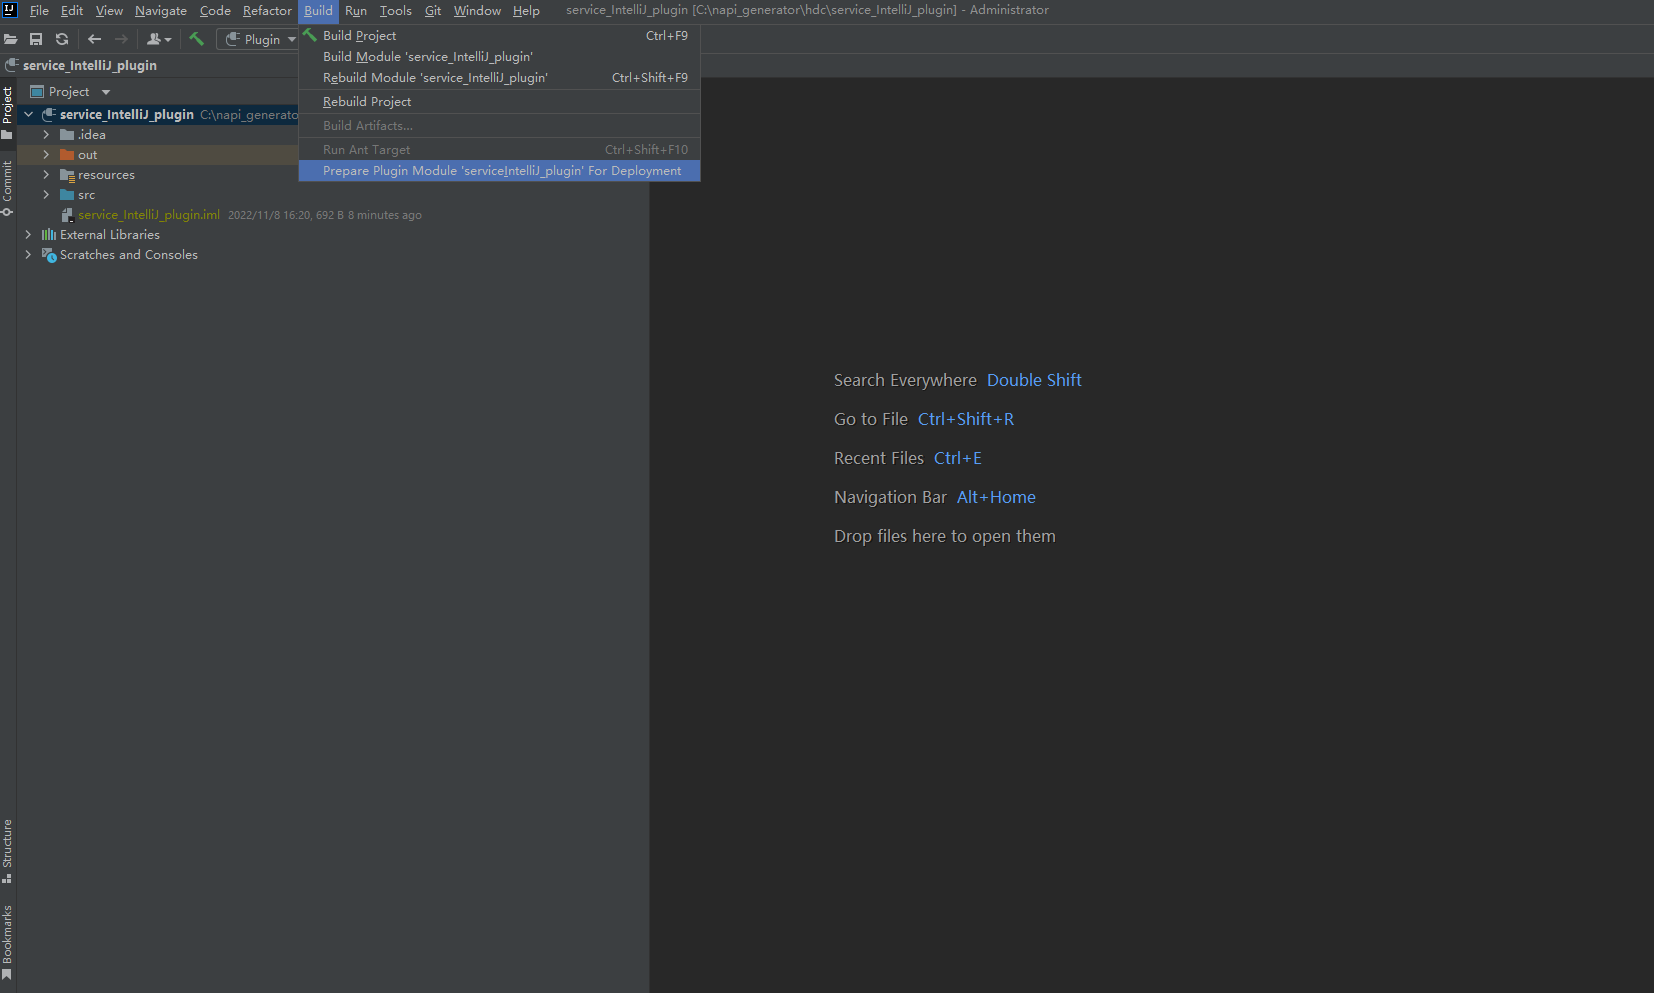 IJ File Edit View Navigate Code Refactor Build Run Tools Git Window Help service_IntelliJ_plugin [C:\napi_generator\hdc\service_IntelliJ_plugin] - Administrator
Plugin
service_IntelliJ_plugin
Build Project Ctrl+F9
Build Module 'service_IntelliJ_plugin'
Rebuild Module 'service_IntelliJ_plugin' Ctrl+Shift+F9
Rebuild Project
Build Artifacts...
Run Ant Target Ctrl+Shift+F10
Prepare Plugin Module 'serviceIntelliJ_plugin' For Deployment
Project
Project
service_IntelliJ_plugin C:\napi_generato
.idea
out
resources
src
service_IntelliJ_plugin.iml 2022/11/8 16:20, 692 B 8 minutes ago
External Libraries
Scratches and Consoles
Commit
Search Everywhere Double Shift
Go to File Ctrl+Shift+R
Recent Files Ctrl+E
Navigation Bar Alt+Home
Drop files here to open them
Structure
Bookmarks